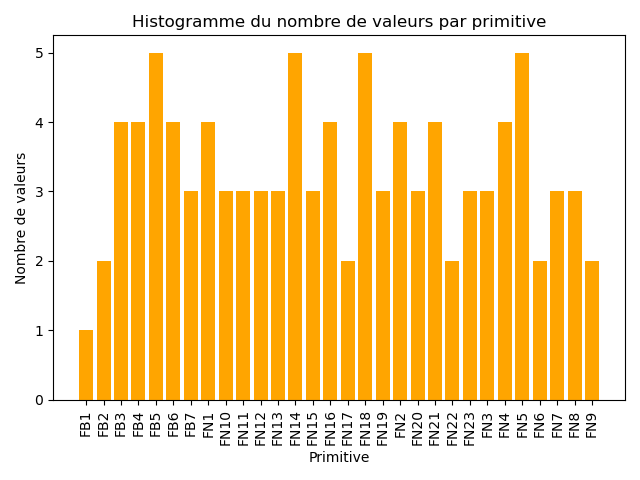 Histogramme du nombre de valeurs par primitive
Nombre de valeurs
5
4
3
2
1
0
FB1 FB2 FB3 FB4 FB5 FB6 FB7 FN1 FN10 FN11 FN12 FN13 FN14 FN15 FN16 FN17 FN18 FN19 FN2 FN20 FN21 FN22 FN23 FN3 FN4 FN5 FN6 FN7 FN8 FN9
Primitive